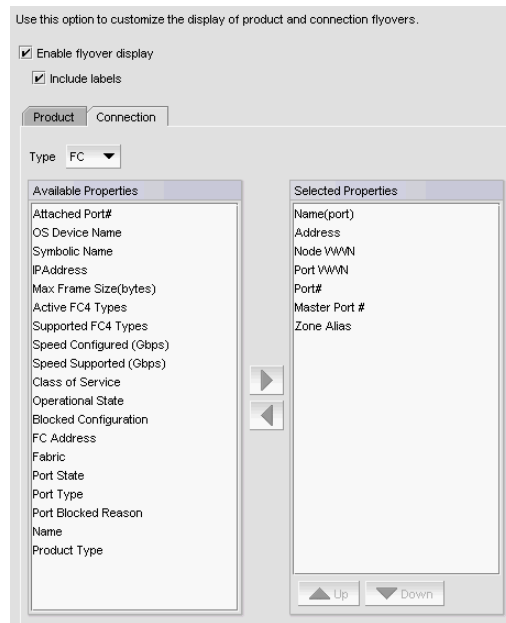 Use this option to customize the display of product and connection flyovers.
Enable flyover display
Include labels
Product Connection
Type FC
Available Properties
Attached Port#
OS Device Name
Symbolic Name
IPAddress
Max Frame Size(bytes)
Active FC4 Types
Supported FC4 Types
Speed Configured (Gbps)
Speed Supported (Gbps)
Class of Service
Operational State
Blocked Configuration
FC Address
Fabric
Port State
Port Type
Port Blocked Reason
Name
Product Type
Selected Properties
Name(port)
Address
Node WWN
Port WWN
Port#
Master Port #
Zone Alias
Up Down